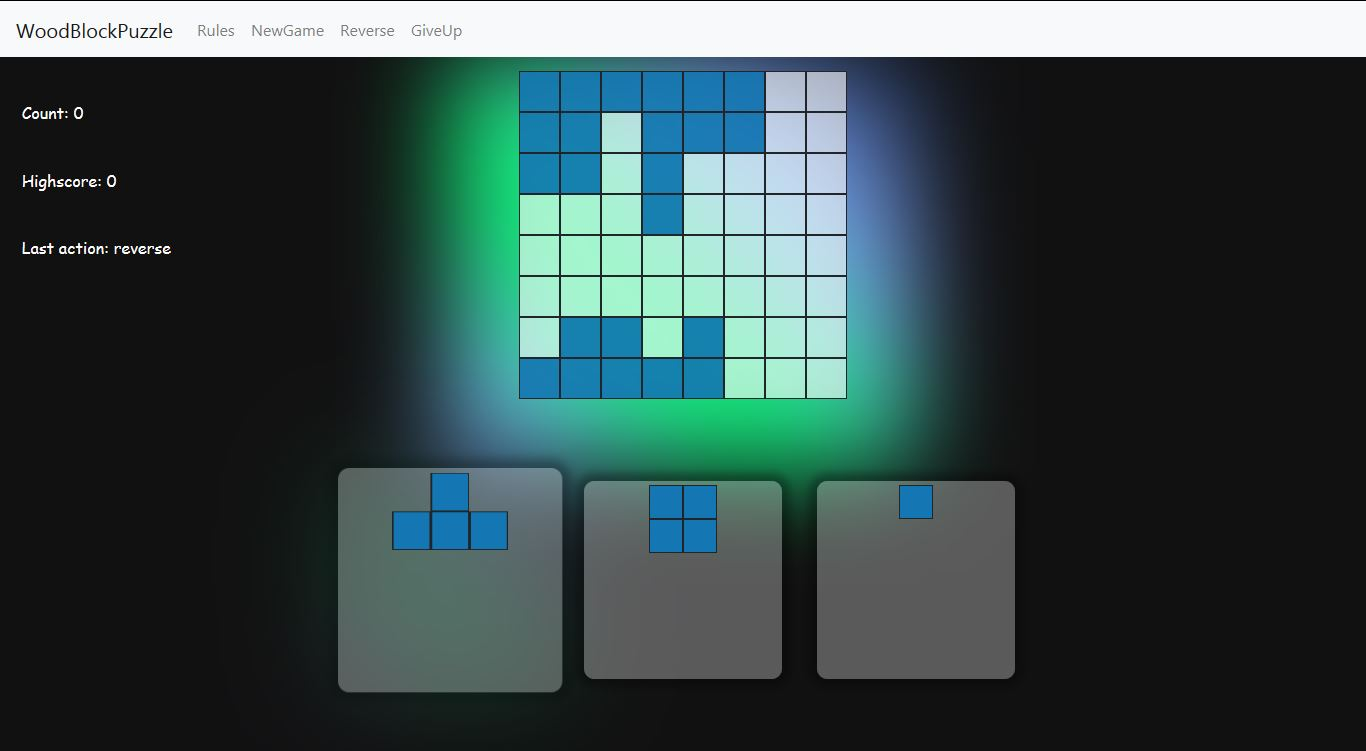 WoodBlockPuzzle Rules NewGame Reverse GiveUp
Count: 0
Highscore: 0
Last action: reverse